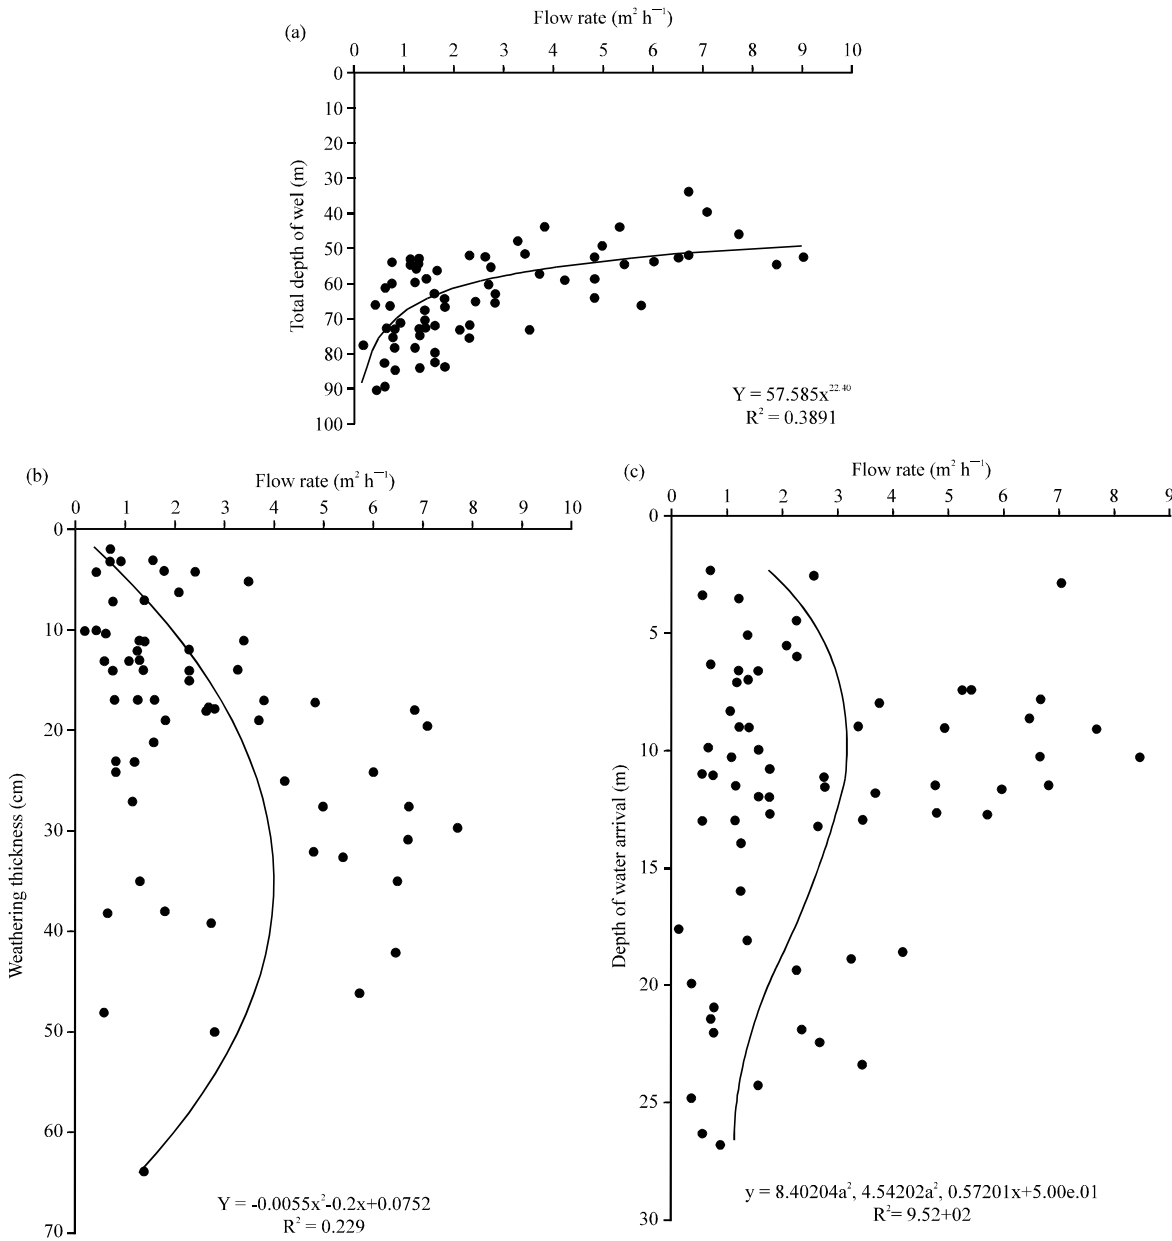 Flow rate (m² h⁻¹)
(a)
0 1 2 3 4 5 6 7 8 9 10
0
10
20
30
40
50
60
70
80
90
100
Total depth of wel (m)
Y = 57.585x^22.40
R² = 0.3891
(b)
Flow rate (m² h⁻¹)
0 1 2 3 4 5 6 7 8 9 10
0
10
20
30
40
50
60
70
Weathering thickness (cm)
Y = -0.0055x²-0.2x+0.0752
R² = 0.229
(c)
Flow rate (m² h⁻¹)
0 1 2 3 4 5 6 7 8 9
0
5
10
15
20
25
30
Depth of water arrival (m)
y = 8.40204a², 4.54202a², 0.57201x+5.00e.01
R²= 9.52+02